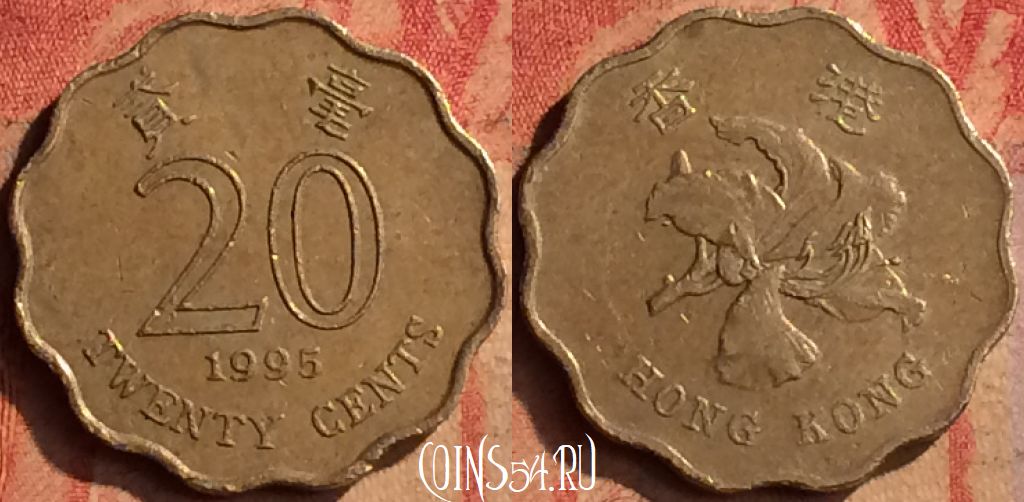 貳毫
20
1995
TWENTY CENTS
香港
HONG KONG
COINS54.RU